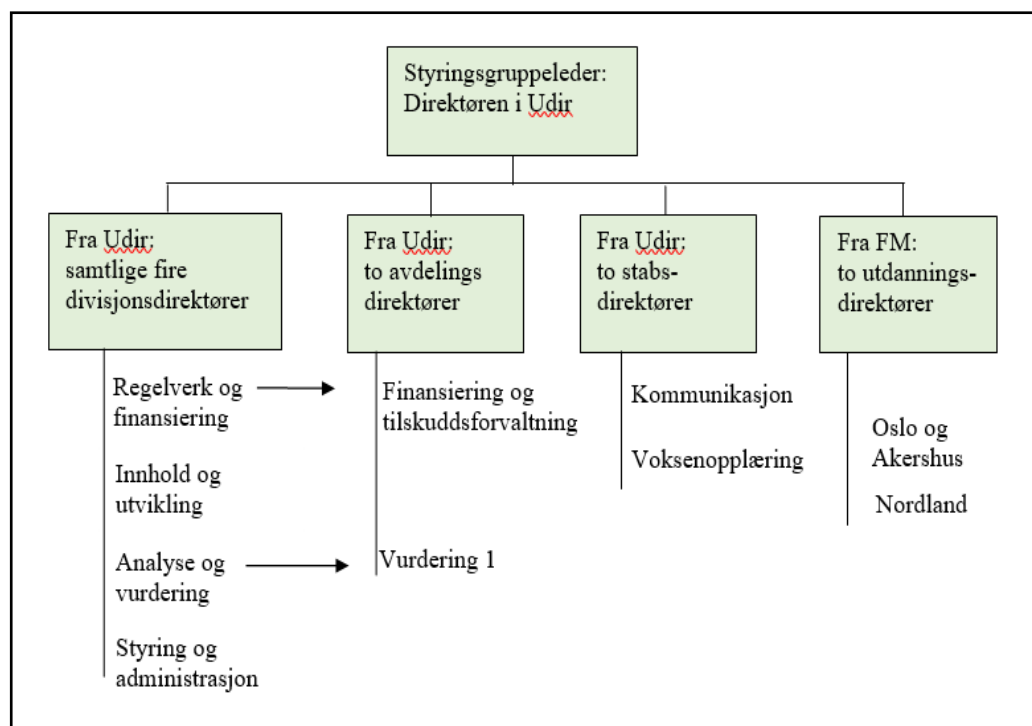 Styringsgruppeleder:
Direktøren i Udir
Fra Udir:
samtlige fire
divisjonsdirektører
Regelverk og
finansiering
Innhold og
utvikling
Analyse og
vurdering
Styring og
administrasjon
Fra Udir:
to avdelings
direktører
Finansiering og
tilskuddsforvaltning
Vurdering 1
Fra Udir:
to stabs-
direktører
Kommunikasjon
Voksenopplæring
Fra FM:
to utdannings-
direktører
Oslo og
Akershus
Nordland